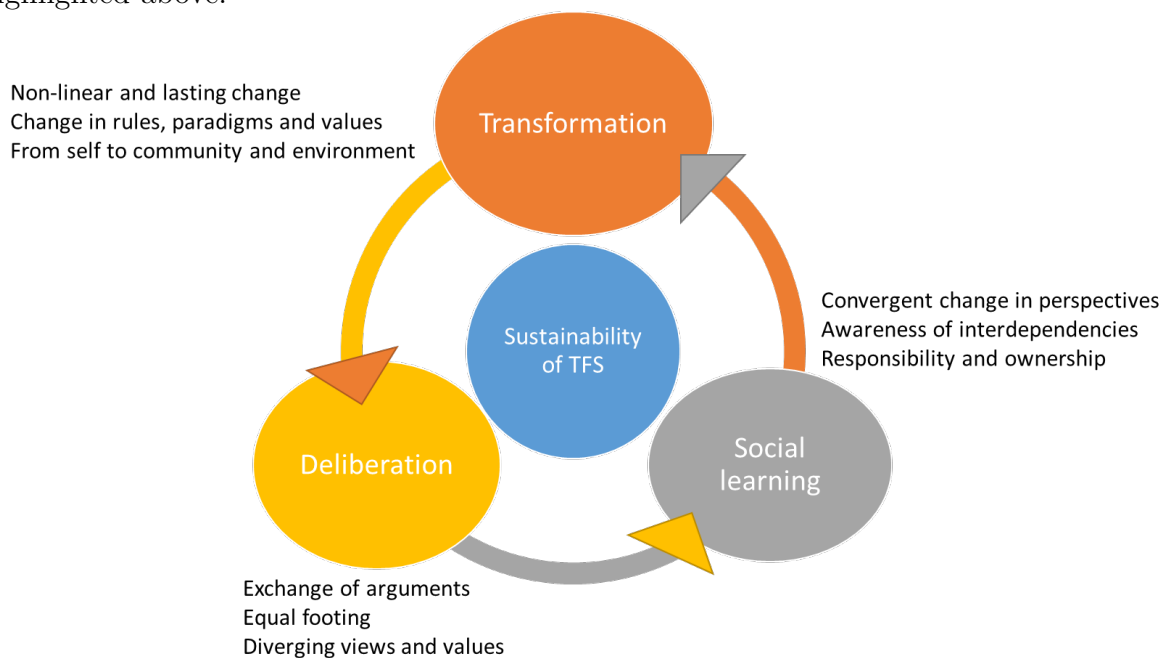 above.
Transformation
Non-linear and lasting change
Change in rules, paradigms and values
From self to community and environment
Sustainability
of TFS
Convergent change in perspectives
Awareness of interdependencies
Responsibility and ownership
Deliberation
Social
learning
Exchange of arguments
Equal footing
Diverging views and values